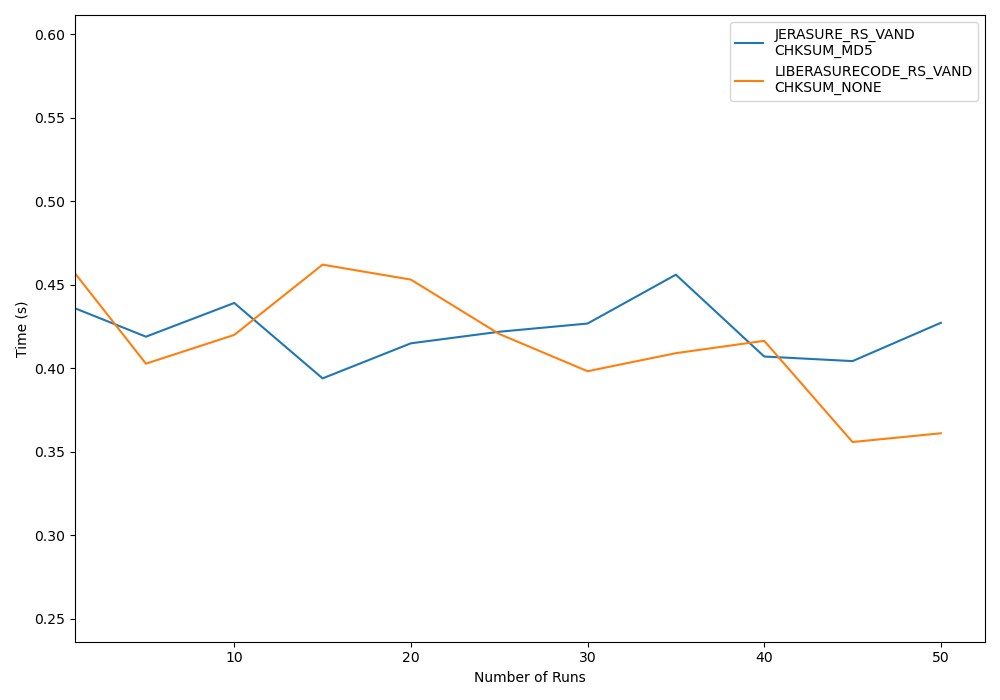 0.60
0.55
0.50
0.45
0.40
0.35
0.30
0.25
Time (s)
JERASURE_RS_VAND
CHKSUM_MD5
LIBERASURECODE_RS_VAND
CHKSUM_NONE
10
20
30
40
50
Number of Runs